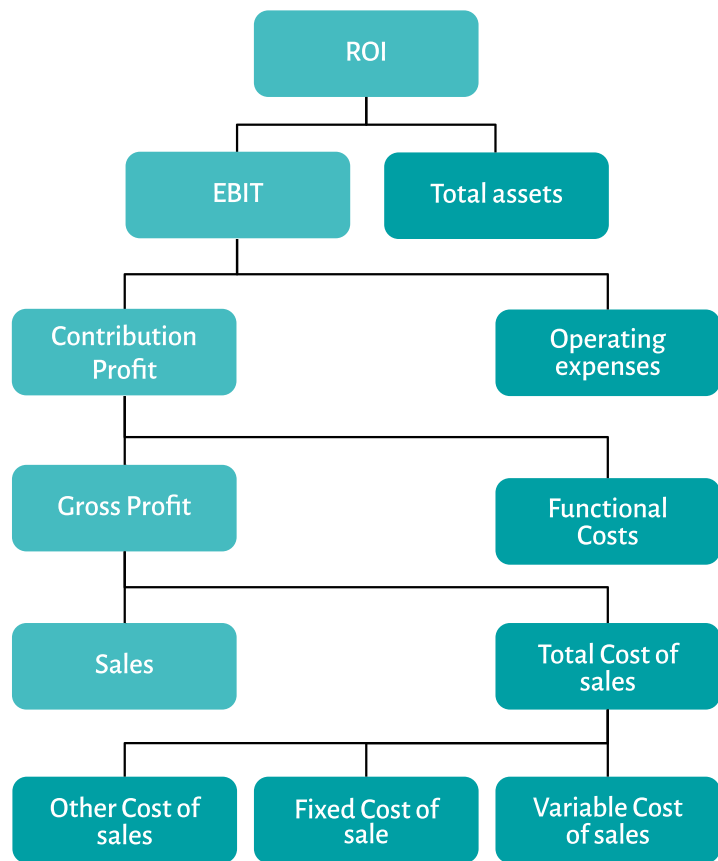 ROI
EBIT
Total assets
Contribution
Profit
Operating
expenses
Gross Profit
Functional
Costs
Sales
Total Cost of
sales
Other Cost of
sales
Fixed Cost of
sale
Variable Cost
of sales